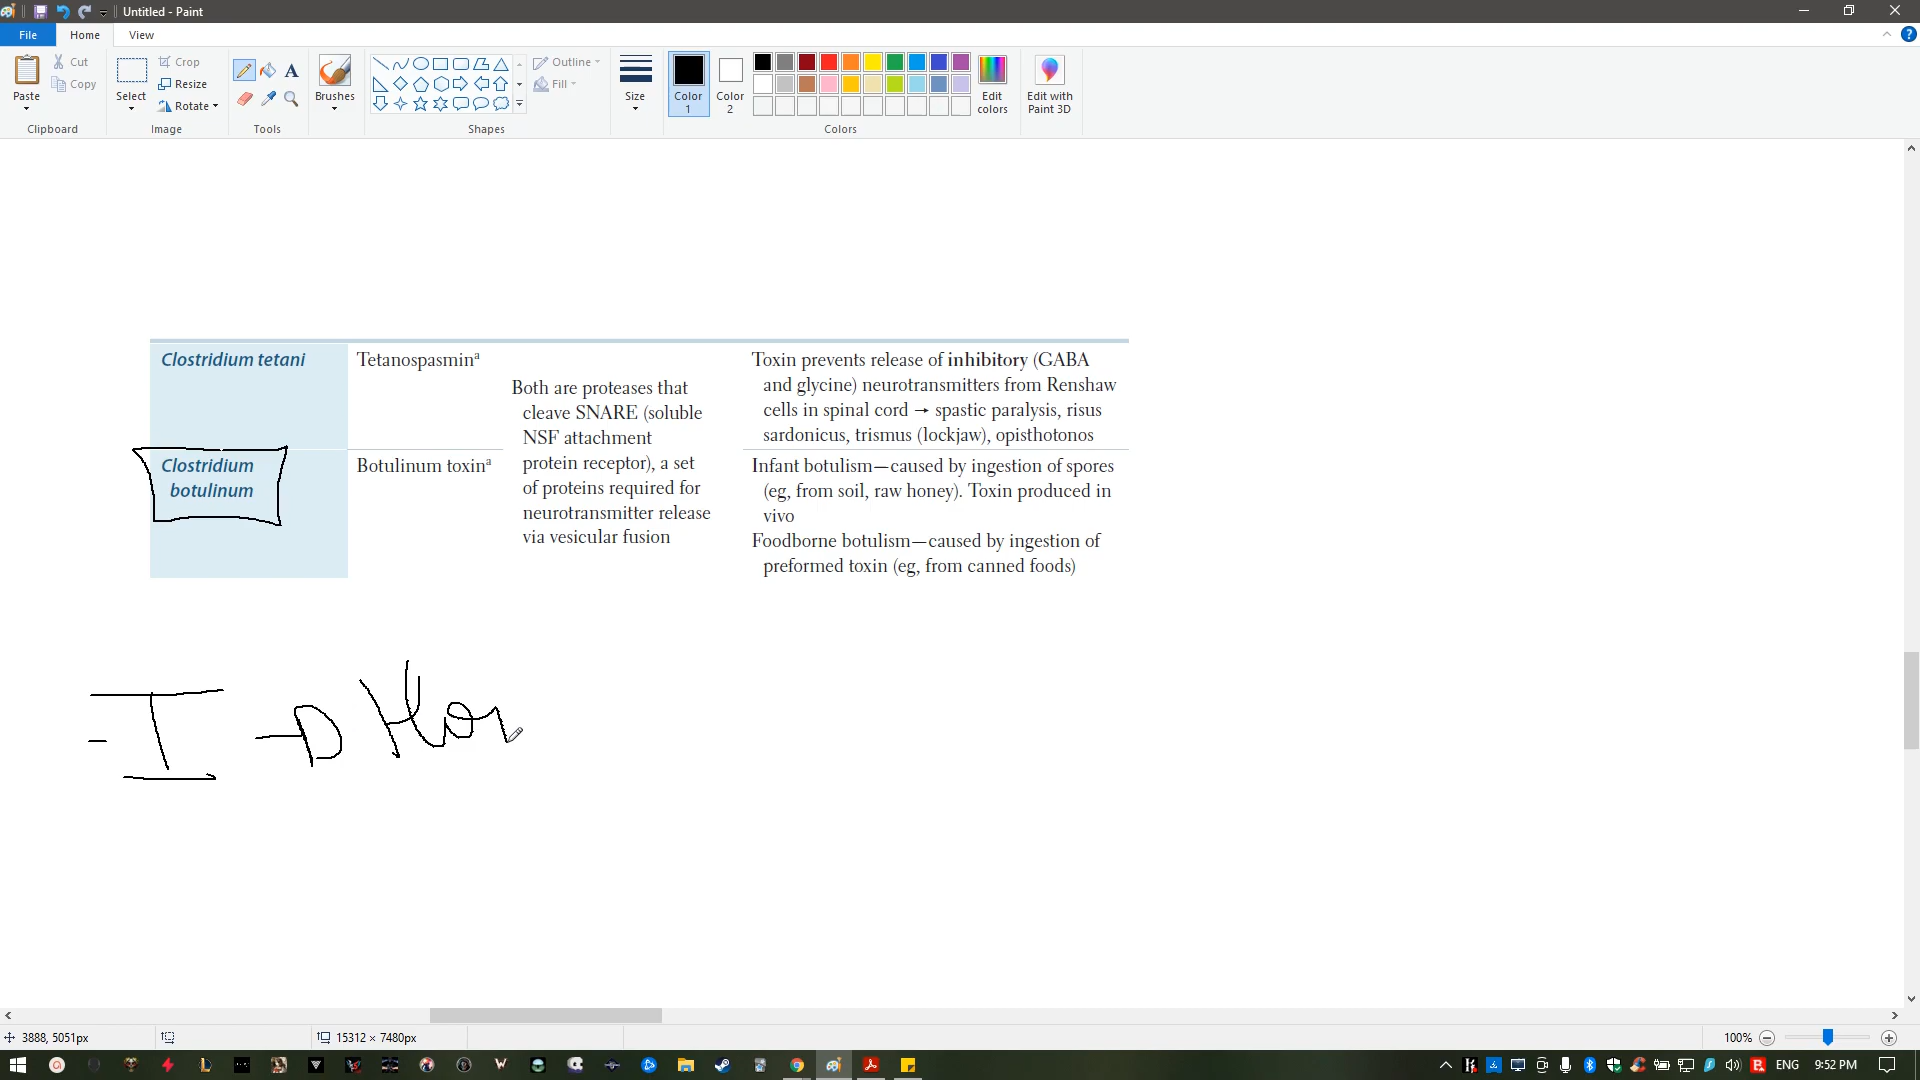 Untitled - Paint
File Home View
Paste
Cut
Copy
Clipboard
Select
Crop
Resize
Rotate
Image
A
Tools
Brushes
Shapes
Outline
Fill
Size
Color 1
Color 2
Edit colors
Colors
Edit with Paint 3D
Clostridium tetani
Tetanospasminᵃ
Both are proteases that
cleave SNARE (soluble
NSF attachment
protein receptor), a set
of proteins required for
neurotransmitter release
via vesicular fusion
Toxin prevents release of inhibitory (GABA
and glycine) neurotransmitters from Renshaw
cells in spinal cord → spastic paralysis, risus
sardonicus, trismus (lockjaw), opisthotonos
Clostridium
botulinum
Botulinum toxinᵃ
Infant botulism—caused by ingestion of spores
(eg, from soil, raw honey). Toxin produced in
vivo
Foodborne botulism—caused by ingestion of
preformed toxin (eg, from canned foods)
- I
3888, 5051px
15312 × 7480px
100%
ENG
9:52 PM